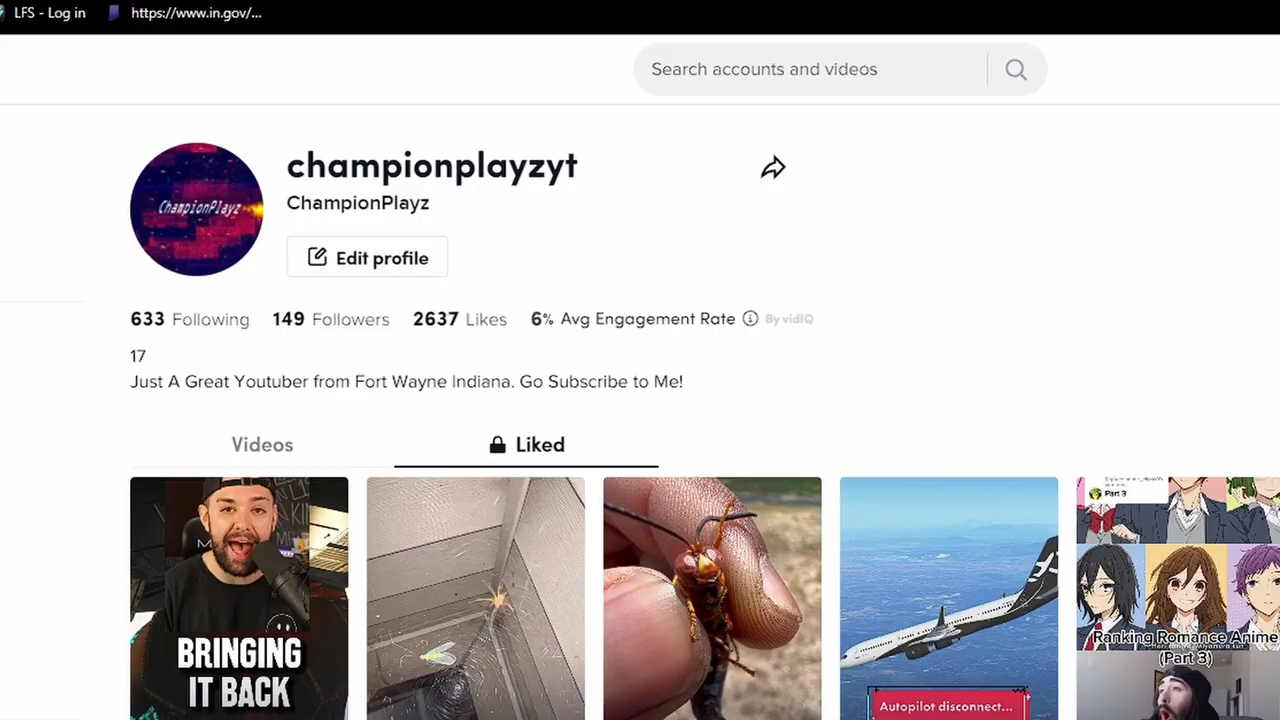 LFS - Log in
https://www.in.gov/...
Search accounts and videos
ChampionPlayz
championplayzyt
ChampionPlayz
Edit profile
633 Following 149 Followers 2637 Likes 6% Avg Engagement Rate By vidIQ
17
Just A Great Youtuber from Fort Wayne Indiana. Go Subscribe to Me!
Videos
Liked
BRINGING
IT BACK
Autopilot disconnect...
Part 3
Ranking Romance Anime
(Part 3)